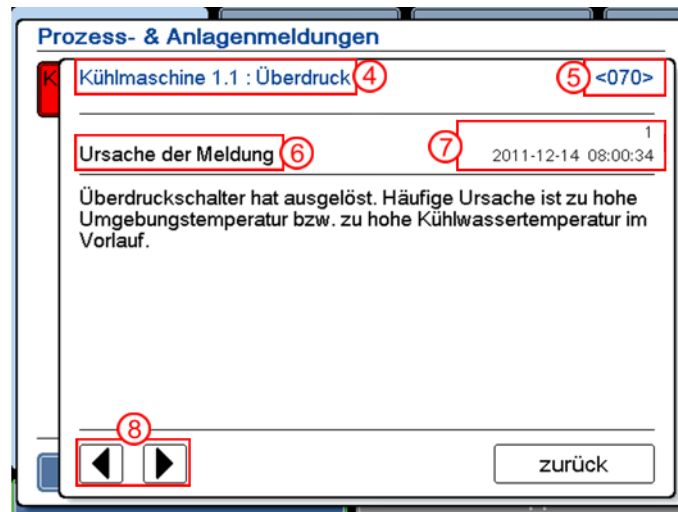 Prozess- & Anlagenmeldungen
K
Kühlmaschine 1.1 : Überdruck 4
5 <070>
1
Ursache der Meldung 6
7 2011-12-14 08:00:34
Überdruckschalter hat ausgelöst. Häufige Ursache ist zu hohe
Umgebungstemperatur bzw. zu hohe Kühlwassertemperatur im
Vorlauf.
8
zurück